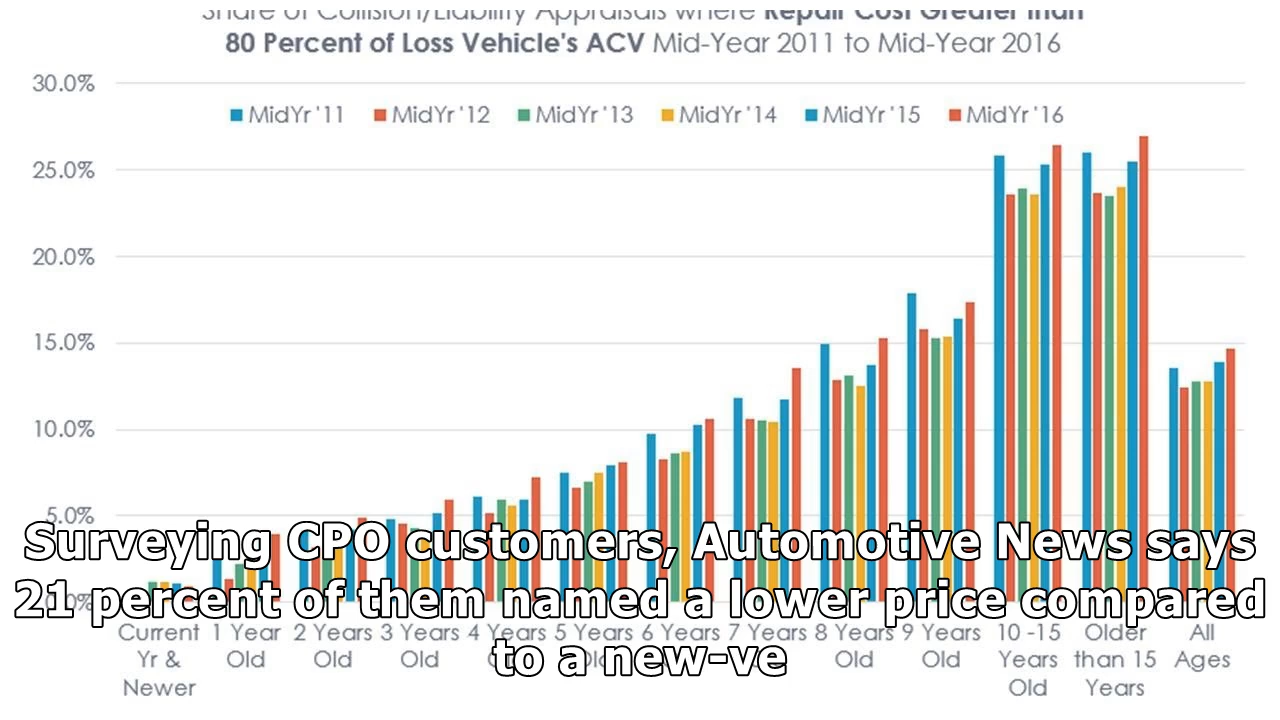 Share of Collision/Liability Appraisals where Repair Cost Greater than
80 Percent of Loss Vehicle's ACV Mid-Year 2011 to Mid-Year 2016
30.0%
MidYr '11 MidYr '12 MidYr '13 MidYr '14 MidYr '15 MidYr '16
25.0%
20.0%
15.0%
10.0%
5.0%
Surveying CPO customers, Automotive News says
21 percent of them named a lower price compared
to a new-ve
Current 1 Year 2 Years 3 Years 4 Years 5 Years 6 Years 7 Years 8 Years 9 Years 10 -15 Older All
Yr & Old Old Old Old Old Years than 15 Ages
Newer Old Years